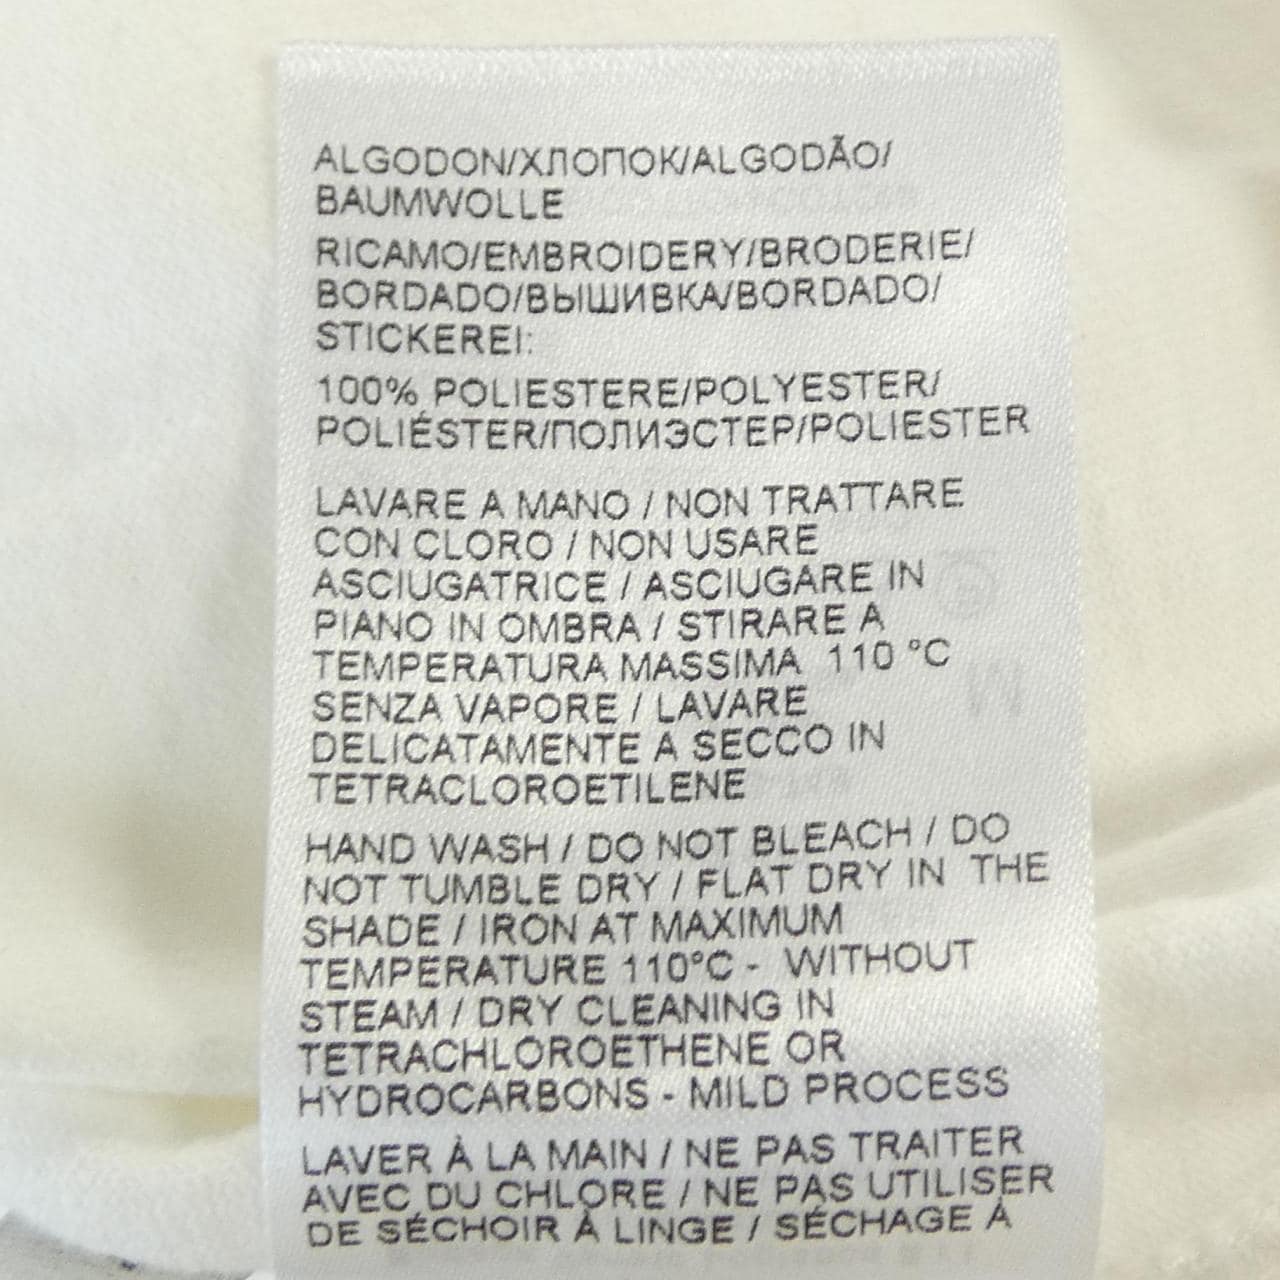 ALGODON/ХЛОПОК/ALGODÃO/
BAUMWOLLE
RICAMO/EMBROIDERY/BRODERIE/
BORDADO/ВЫШИВКА/BORDADO/
STICKEREI:
100% POLIESTERE/POLYESTER/
POLIÉSTER/ПОЛИЭСТЕР/POLIESTER
LAVARE A MANO / NON TRATTARE
CON CLORO / NON USARE
ASCIUGATRICE / ASCIUGARE IN
PIANO IN OMBRA / STIRARE A
TEMPERATURA MASSIMA 110 °C
SENZA VAPORE / LAVARE
DELICATAMENTE A SECCO IN
TETRACLOROETILENE
HAND WASH / DO NOT BLEACH / DO
NOT TUMBLE DRY / FLAT DRY IN THE
SHADE / IRON AT MAXIMUM
TEMPERATURE 110°C - WITHOUT
STEAM / DRY CLEANING IN
TETRACHLOROETHENE OR
HYDROCARBONS - MILD PROCESS
LAVER À LA MAIN / NE PAS TRAITER
AVEC DU CHLORE / NE PAS UTILISER
DE SÉCHOIR À LINGE / SÉCHAGE À